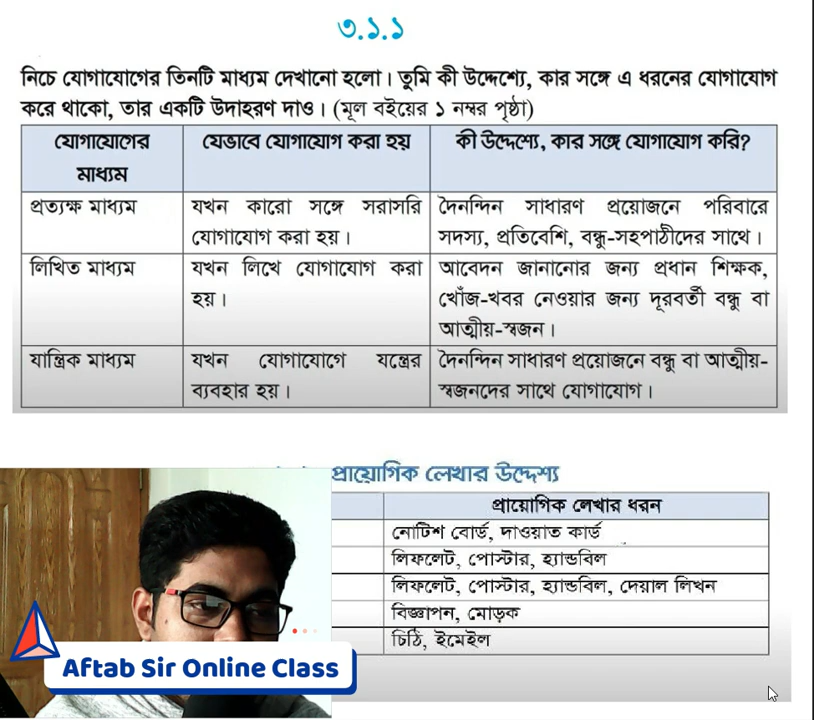 ৩.১.১
নিচে যোগাযোগের তিনটি মাধ্যম দেখানো হলো। তুমি কী উদ্দেশ্যে, কার সঙ্গে এ ধরনের যোগাযোগ
করে থাকো, তার একটি উদাহরণ দাও। (মূল বইয়ের ১ নম্বর পৃষ্ঠা)
যোগাযোগের মাধ্যম
যেভাবে যোগাযোগ করা হয়
কী উদ্দেশ্যে, কার সঙ্গে যোগাযোগ করি?
প্রত্যক্ষ মাধ্যম
যখন কারো সঙ্গে সরাসরি
যোগাযোগ করা হয়।
দৈনন্দিন সাধারণ প্রয়োজনে পরিবারে
সদস্য, প্রতিবেশি, বন্ধু-সহপাঠীদের সাথে।
লিখিত মাধ্যম
যখন লিখে যোগাযোগ করা
হয়।
আবেদন জানানোর জন্য প্রধান শিক্ষক,
খোঁজ-খবর নেওয়ার জন্য দূরবর্তী বন্ধু বা
আত্মীয়-স্বজন।
যান্ত্রিক মাধ্যম
যখন যোগাযোগে যন্ত্রের
ব্যবহার হয়।
দৈনন্দিন সাধারণ প্রয়োজনে বন্ধু বা আত্মীয়-
স্বজনদের সাথে যোগাযোগ।
প্রায়োগিক লেখার উদ্দেশ্য
প্রায়োগিক লেখার ধরন
নোটিশ বোর্ড, দাওয়াত কার্ড
লিফলেট, পোস্টার, হ্যান্ডবিল
লিফলেট, পোস্টার, হ্যান্ডবিল, দেয়াল লিখন
বিজ্ঞাপন, মোড়ক
চিঠি, ইমেইল
Aftab Sir Online Class